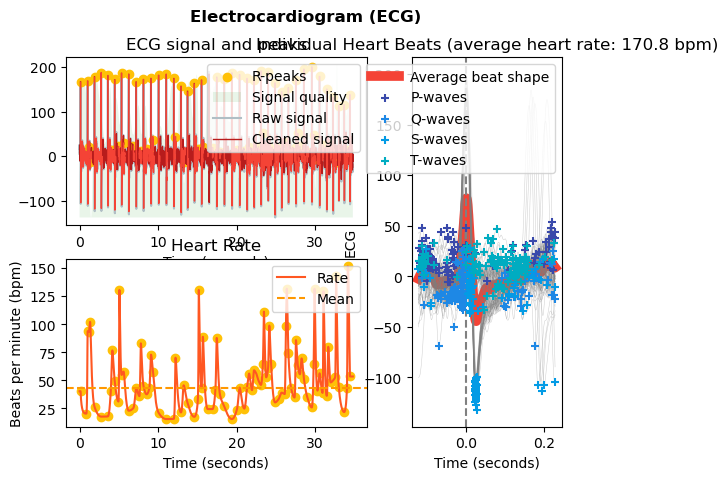 Electrocardiogram (ECG)
ECG signal and peaks
Individual Heart Beats (average heart rate: 170.8 bpm)
200
100
0
−100
R-peaks
Signal quality
Raw signal
Cleaned signal
0
10
20
30
Time (seconds)
Heart Rate
Beats per minute (bpm)
150
125
100
75
50
25
Rate
Mean
0
10
20
30
Time (seconds)
ECG
Average beat shape
P-waves
Q-waves
S-waves
T-waves
150
100
50
0
−50
−100
0.0
0.2
Time (seconds)